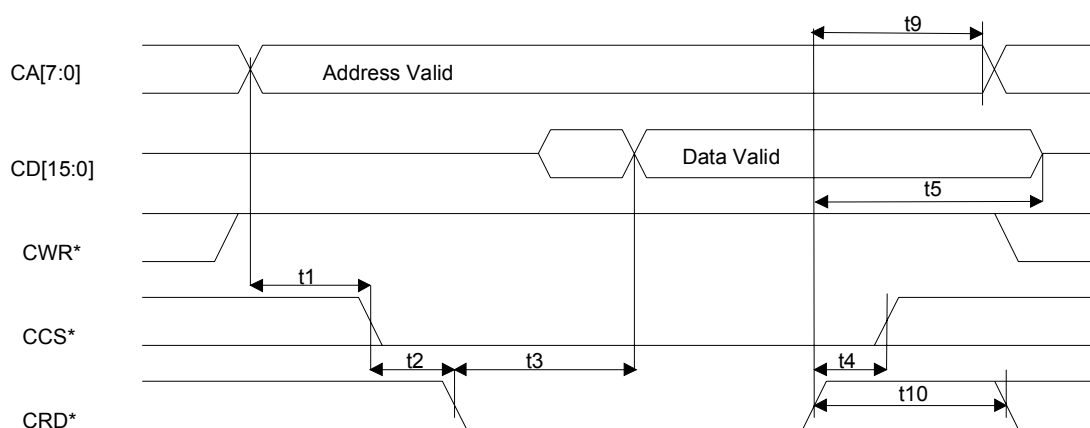 t9
CA[7:0]
Address Valid
CD[15:0]
Data Valid
t5
CWR*
t1
CCS*
t2
t3
t4
t10
CRD*